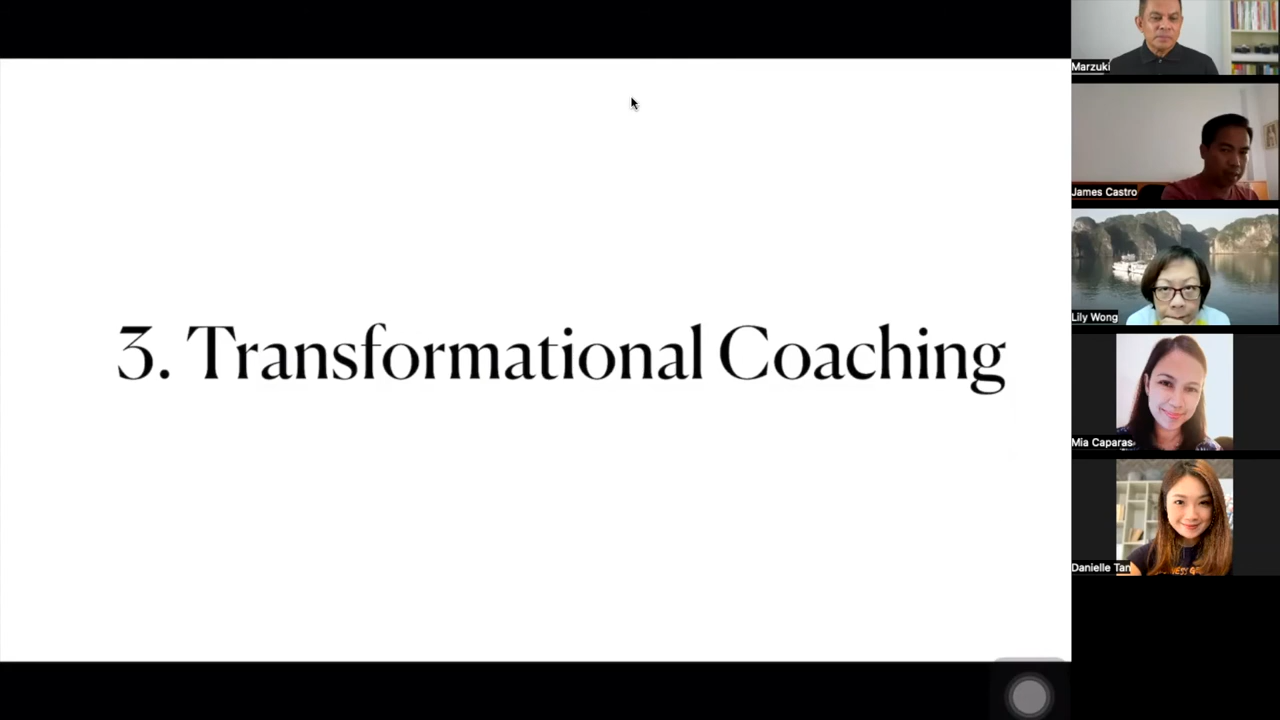 3. Transformational Coaching
Marzuki
James Castro
Lily Wong
Mia Caparas
Danielle Tan